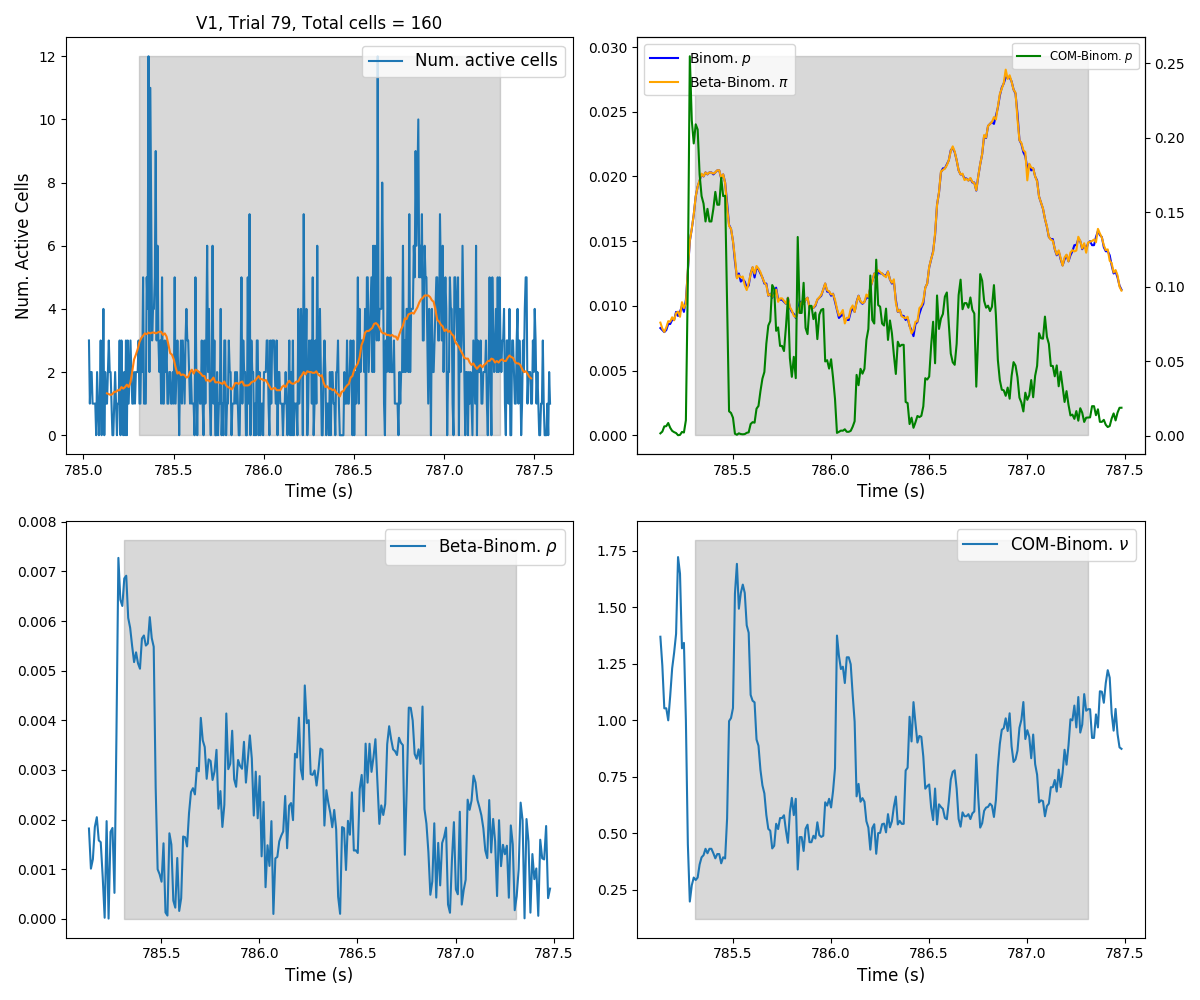 V1, Trial 79, Total cells = 160
Num. active cells
Num. Active Cells
12
10
8
6
4
2
0
785.0 785.5 786.0 786.5 787.0 787.5
Time (s)
Binom. p
Beta-Binom. π
COM-Binom. p
0.030
0.025
0.020
0.015
0.010
0.005
0.000
0.25
0.20
0.15
0.10
0.05
0.00
785.5 786.0 786.5 787.0 787.5
Time (s)
Beta-Binom. ρ
0.008
0.007
0.006
0.005
0.004
0.003
0.002
0.001
0.000
785.5 786.0 786.5 787.0 787.5
Time (s)
COM-Binom. ν
1.75
1.50
1.25
1.00
0.75
0.50
0.25
785.5 786.0 786.5 787.0 787.5
Time (s)